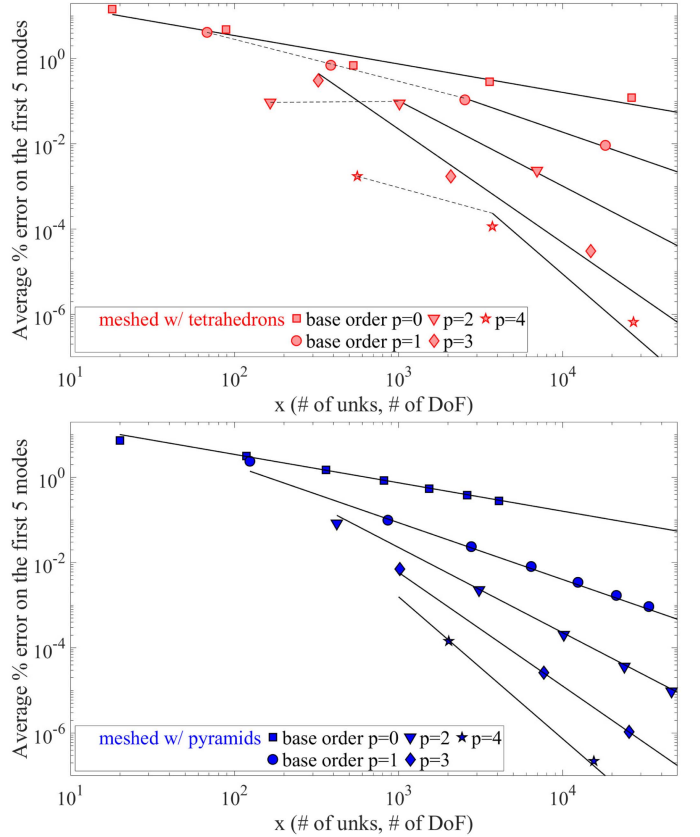 Average % error on the first 5 modes
10^0
10^-2
10^-4
10^-6
meshed w/ tetrahedrons base order p=0 p=2 p=4
base order p=1 p=3
10^1 10^2 10^3 10^4
x (# of unks, # of DoF)
Average % error on the first 5 modes
10^0
10^-2
10^-4
10^-6
meshed w/ pyramids base order p=0 p=2 p=4
base order p=1 p=3
10^1 10^2 10^3 10^4
x (# of unks, # of DoF)